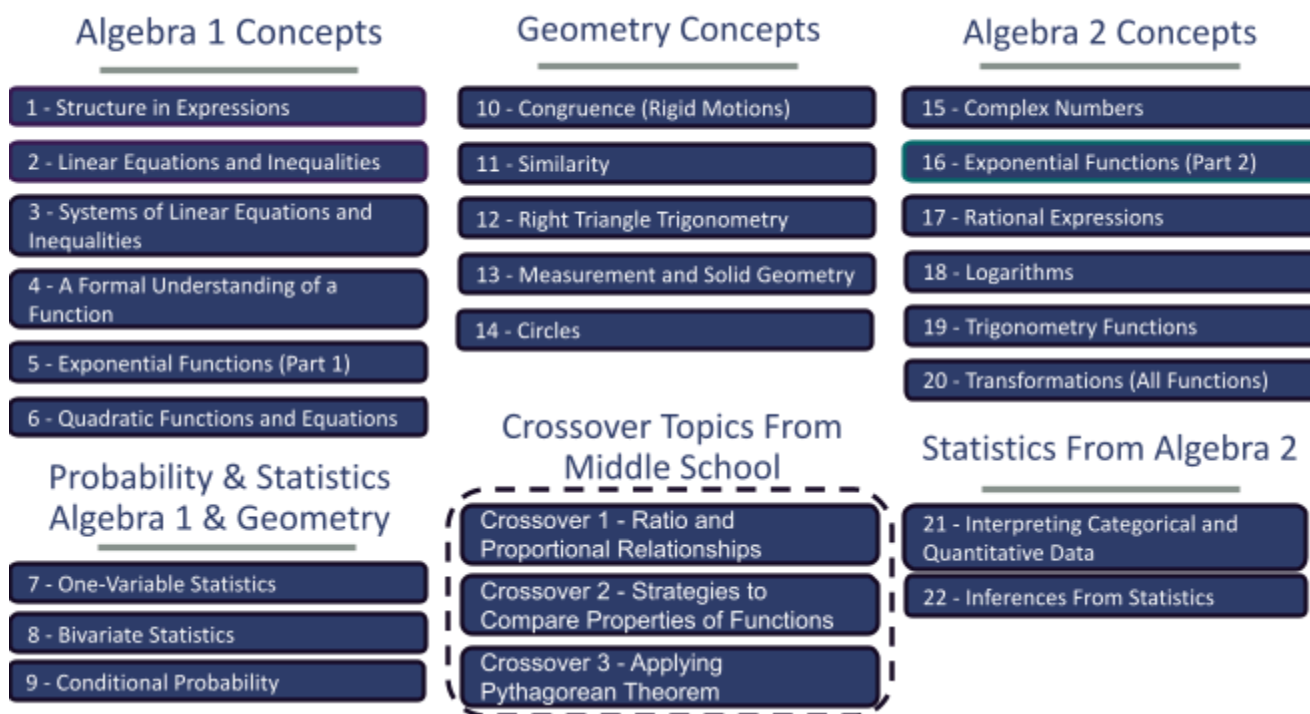 Algebra 1 Concepts
1 - Structure in Expressions
2 - Linear Equations and Inequalities
3 - Systems of Linear Equations and
Inequalities
4 - A Formal Understanding of a
Function
5 - Exponential Functions (Part 1)
6 - Quadratic Functions and Equations
Probability & Statistics
Algebra 1 & Geometry
7 - One-Variable Statistics
8 - Bivariate Statistics
9 - Conditional Probability
Geometry Concepts
10 - Congruence (Rigid Motions)
11 - Similarity
12 - Right Triangle Trigonometry
13 - Measurement and Solid Geometry
14 - Circles
Crossover Topics From
Middle School
Crossover 1 - Ratio and
Proportional Relationships
Crossover 2 - Strategies to
Compare Properties of Functions
Crossover 3 - Applying
Pythagorean Theorem
Algebra 2 Concepts
15 - Complex Numbers
16 - Exponential Functions (Part 2)
17 - Rational Expressions
18 - Logarithms
19 - Trigonometry Functions
20 - Transformations (All Functions)
Statistics From Algebra 2
21 - Interpreting Categorical and
Quantitative Data
22 - Inferences From Statistics